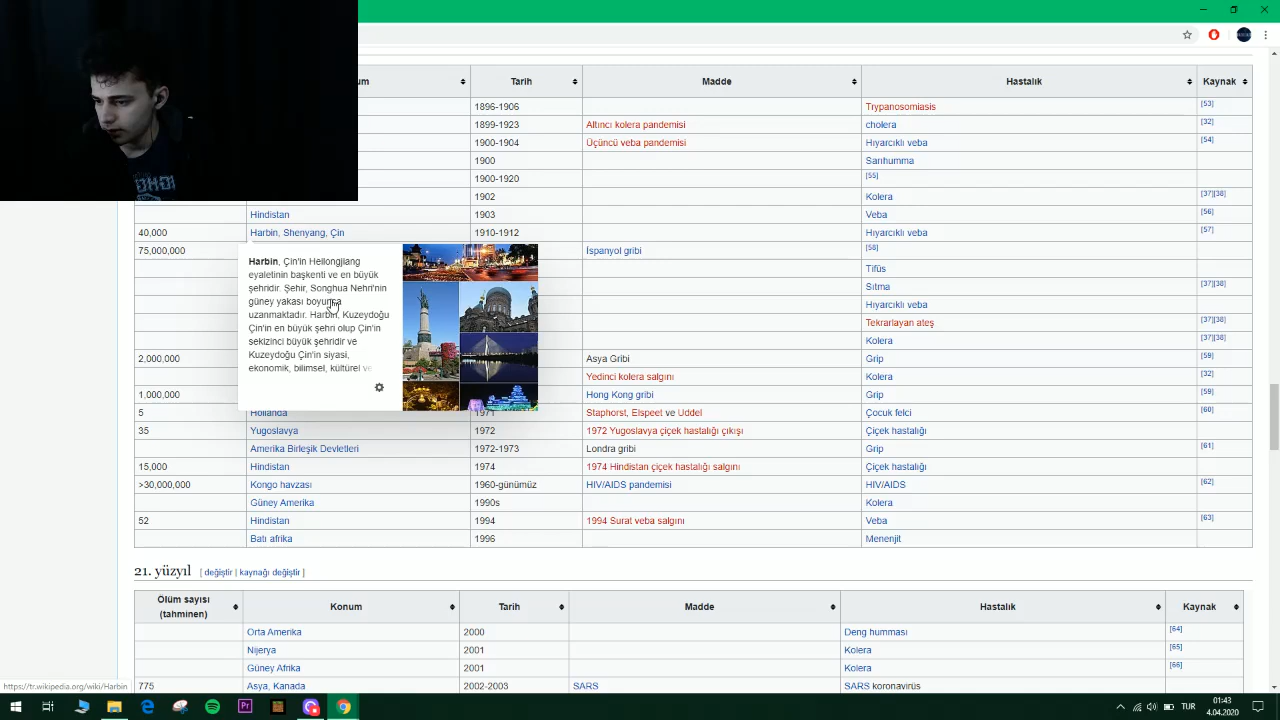 um Tarih Madde Hastalık Kaynak
1896-1906 Trypanosomiasis [53]
1899-1923 Altıncı kolera pandemisi cholera [32]
1900-1904 Üçüncü veba pandemisi Hıyarcıklı veba [54]
1900 Sarıhumma
1900-1920 [55]
1902 Kolera [37][38]
Hindistan 1903 Veba [56]
40,000 Harbin, Shenyang, Çin 1910-1912 Hıyarcıklı veba [57]
75,000,000 İspanyol gribi [58]
Harbin, Çin'in Heilongjiang
eyaletinin başkenti ve en büyük
şehridir. Şehir, Songhua Nehri'nin
güney yakası boyunca
uzanmaktadır. Harbin, Kuzeydoğu
Çin'in en büyük şehri olup Çin'in
sekizinci büyük şehridir ve
Kuzeydoğu Çin'in siyasi,
ekonomik, bilimsel, kültürel ve
Tifüs
Sıtma [37][38]
Hıyarcıklı veba
Tekrarlayan ateş [37][38]
Kolera [37][38]
2,000,000 Asya Gribi Grip [59]
Yedinci kolera salgını Kolera [32]
1,000,000 Hong Kong gribi Grip [59]
5 Hollanda 1971 Staphorst, Elspeet ve Uddel Çocuk felci [60]
35 Yugoslavya 1972 1972 Yugoslavya çiçek hastalığı çıkışı Çiçek hastalığı
Amerika Birleşik Devletleri 1972-1973 Londra gribi Grip [61]
15,000 Hindistan 1974 1974 Hindistan çiçek hastalığı salgını Çiçek hastalığı
>30,000,000 Kongo havzası 1960-günümüz HIV/AIDS pandemisi HIV/AIDS [62]
Güney Amerika 1990s Kolera
52 Hindistan 1994 1994 Surat veba salgını Veba [63]
Batı afrika 1996 Menenjit
21. yüzyıl [ değiştir | kaynağı değiştir ]
Ölüm sayısı
(tahminen) Konum Tarih Madde Hastalık Kaynak
Orta Amerika 2000 Deng humması [64]
Nijerya 2001 Kolera [65]
Güney Afrika 2001 Kolera [66]
775 Asya, Kanada 2002-2003 SARS SARS koronavirüs
https://tr.wikipedia.org/wiki/Harbin
TUR
01:43
4.04.2020